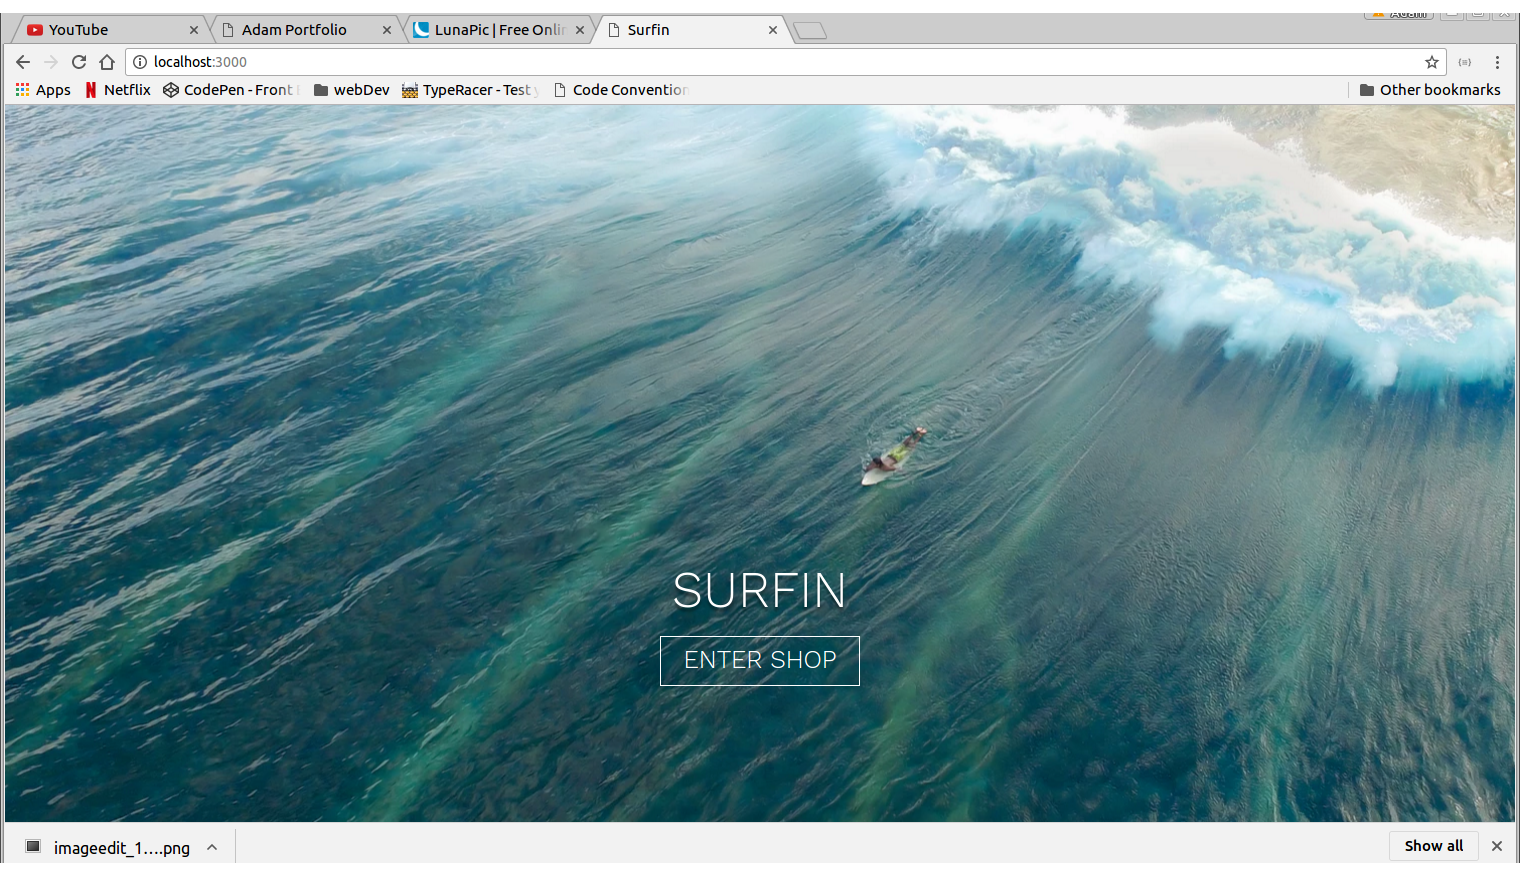 Adam
YouTube
Adam Portfolio
LunaPic | Free Onlin
Surfin
localhost:3000
Apps
Netflix
CodePen - Front
webDev
TypeRacer - Test y
Code Convention
Other bookmarks
SURFIN
ENTER SHOP
imageedit_1....png
Show all